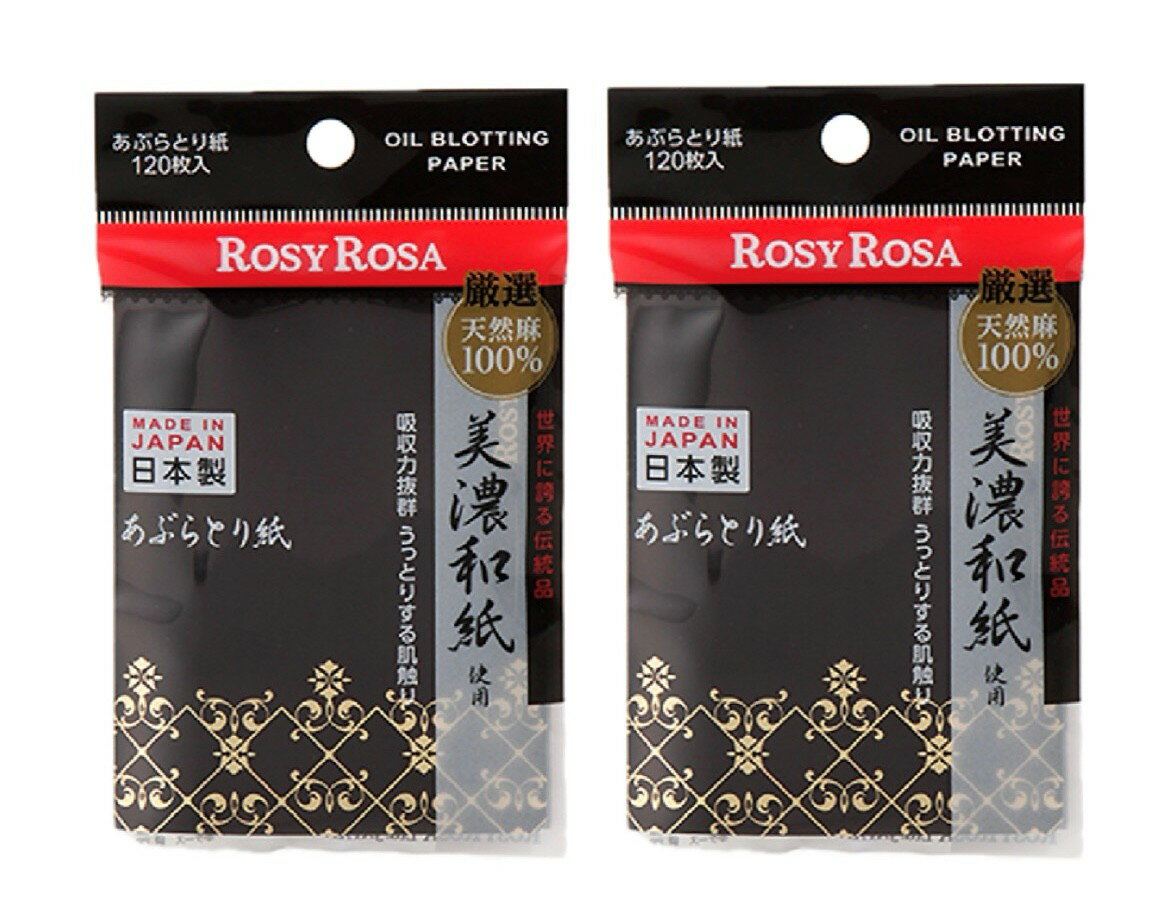 あぶらとり紙
120枚入
OIL BLOTTING
PAPER
ROSY ROSA
厳選
天然麻
100%
MADE IN
JAPAN
日本製
あぶらとり紙
吸収力抜群 うっとりする肌触り
美濃和紙使用
世界に誇る伝統品
あぶらとり紙
120枚入
OIL BLOTTING
PAPER
ROSY ROSA
厳選
天然麻
100%
MADE IN
JAPAN
日本製
あぶらとり紙
吸収力抜群 うっとりする肌触り
美濃和紙使用
世界に誇る伝統品